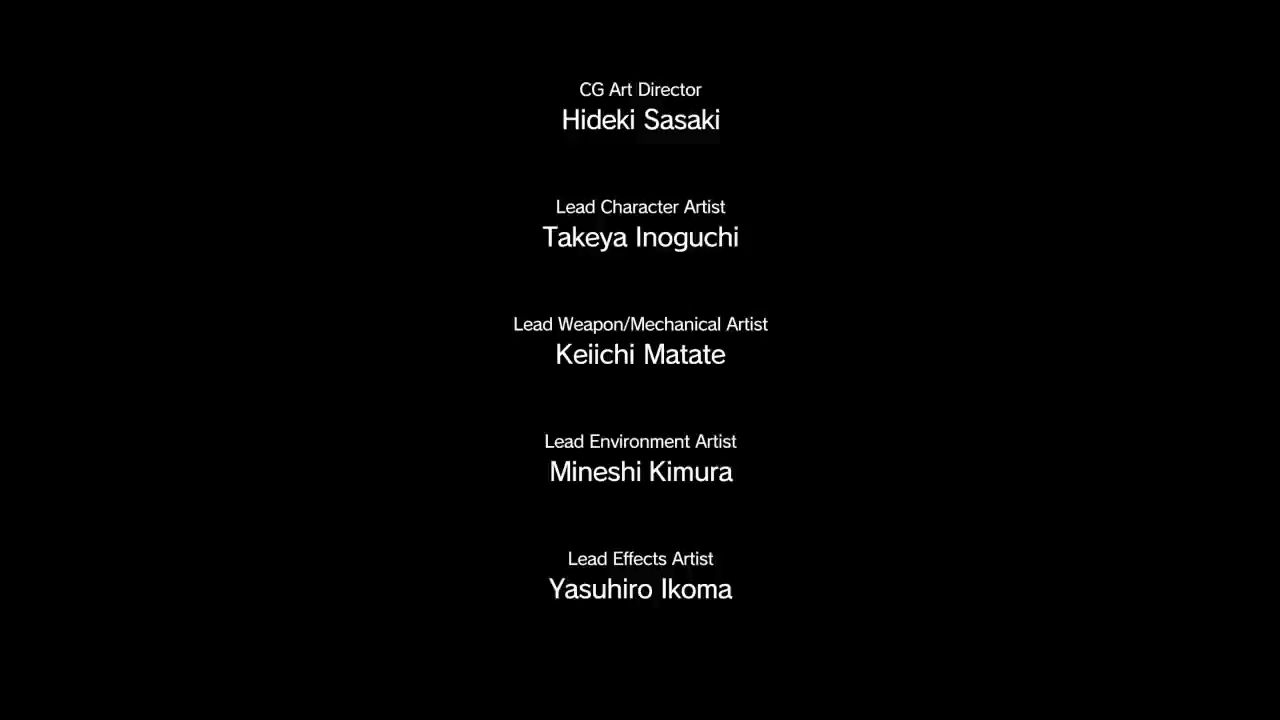 CG Art Director
Hideki Sasaki
Lead Character Artist
Takeya Inoguchi
Lead Weapon/Mechanical Artist
Keiichi Matate
Lead Environment Artist
Mineshi Kimura
Lead Effects Artist
Yasuhiro Ikoma